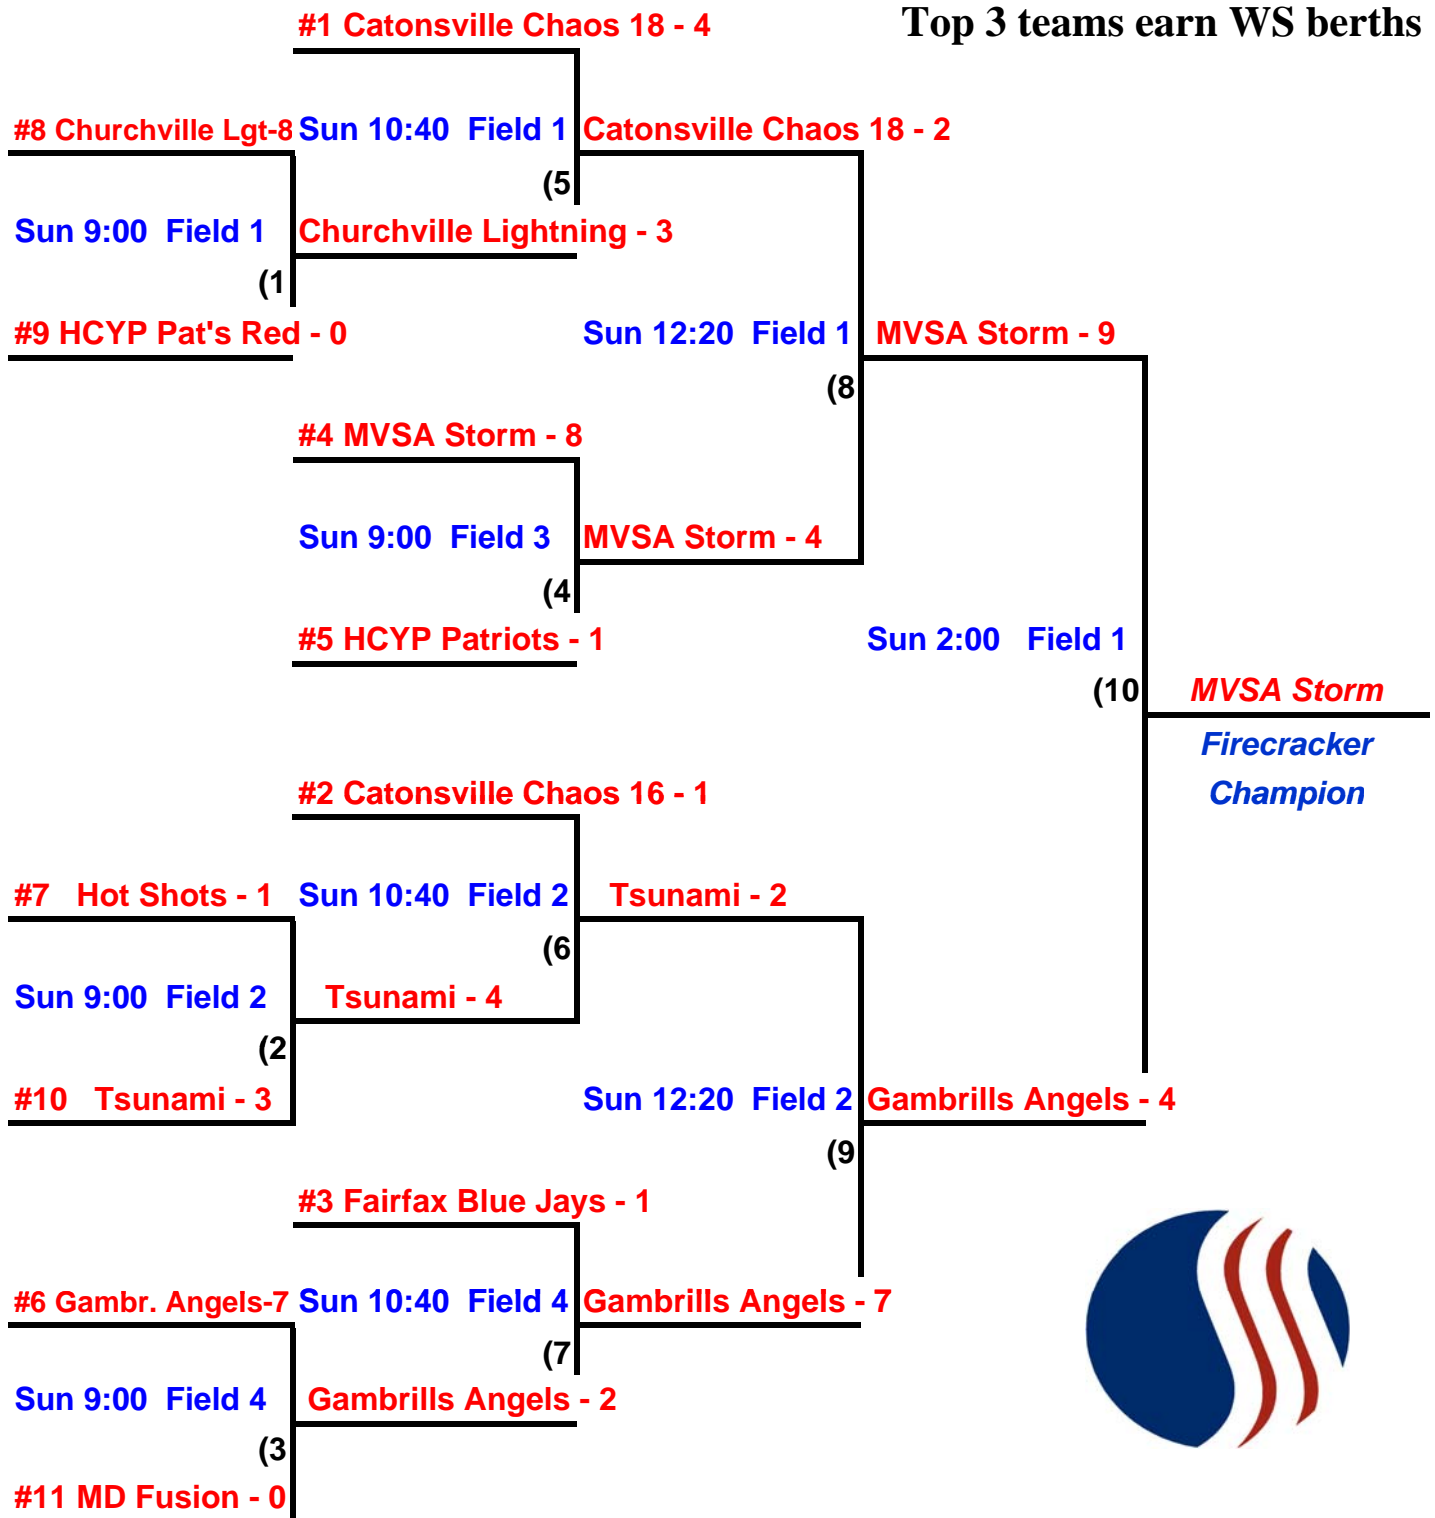 #1 Catonsville Chaos 18 - 4
Top 3 teams earn WS berths
#8 Churchville Lgt-8
Sun 10:40 Field 1
Catonsville Chaos 18 - 2
(5
Sun 9:00 Field 1
Churchville Lightning - 3
(1
#9 HCYP Pat's Red - 0
Sun 12:20 Field 1
MVSA Storm - 9
(8
#4 MVSA Storm - 8
Sun 9:00 Field 3
MVSA Storm - 4
(4
#5 HCYP Patriots - 1
Sun 2:00 Field 1
(10
MVSA Storm
Firecracker
Champion
#2 Catonsville Chaos 16 - 1
#7 Hot Shots - 1
Sun 10:40 Field 2
Tsunami - 2
(6
Sun 9:00 Field 2
Tsunami - 4
(2
#10 Tsunami - 3
Sun 12:20 Field 2
Gambrills Angels - 4
(9
#3 Fairfax Blue Jays - 1
#6 Gambr. Angels-7
Sun 10:40 Field 4
Gambrills Angels - 7
(7
Sun 9:00 Field 4
Gambrills Angels - 2
(3
#11 MD Fusion - 0